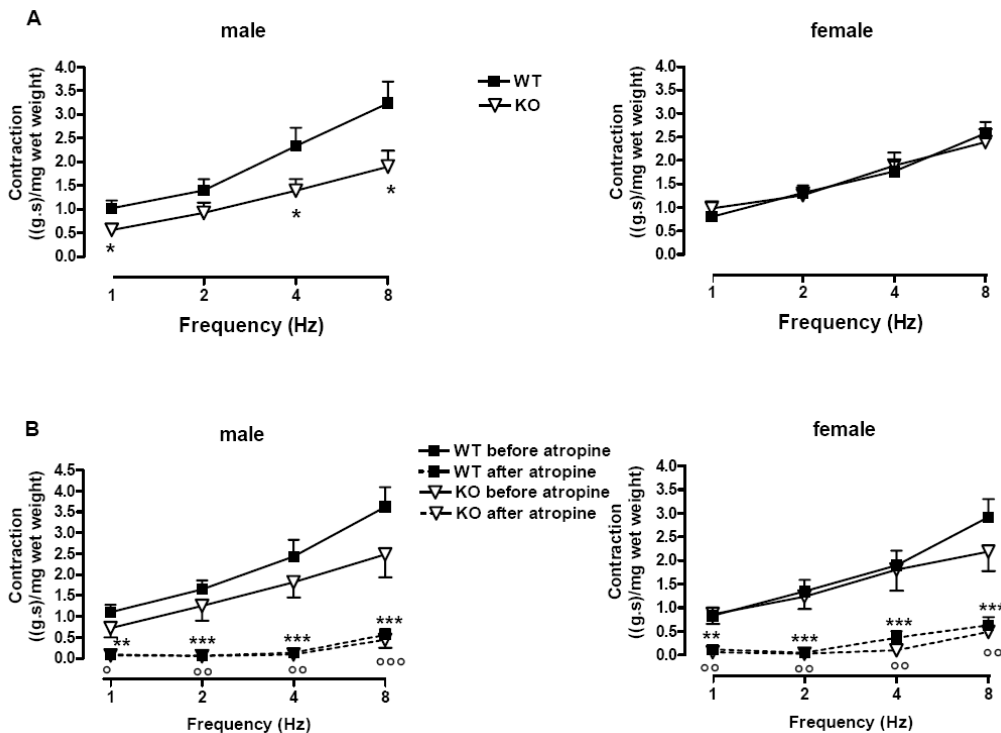 A
male
female
WT
KO
Contraction
((g.s)/mg wet weight)
4.0
3.5
3.0
2.5
2.0
1.5
1.0
0.5
0.0
*
*
*
1 2 4 8
Frequency (Hz)
Contraction
((g.s)/mg wet weight)
4.0
3.5
3.0
2.5
2.0
1.5
1.0
0.5
0.0
1 2 4 8
Frequency (Hz)
B
male
female
WT before atropine
WT after atropine
KO before atropine
KO after atropine
Contraction
((g.s)/mg wet weight)
4.5
4.0
3.5
3.0
2.5
2.0
1.5
1.0
0.5
0.0
** *** *** ***
° °° °° °°°
1 2 4 8
Frequency (Hz)
Contraction
((g.s)/mg wet weight)
4.0
3.5
3.0
2.5
2.0
1.5
1.0
0.5
0.0
** *** *** ***
°° °° °° °°
1 2 4 8
Frequency (Hz)